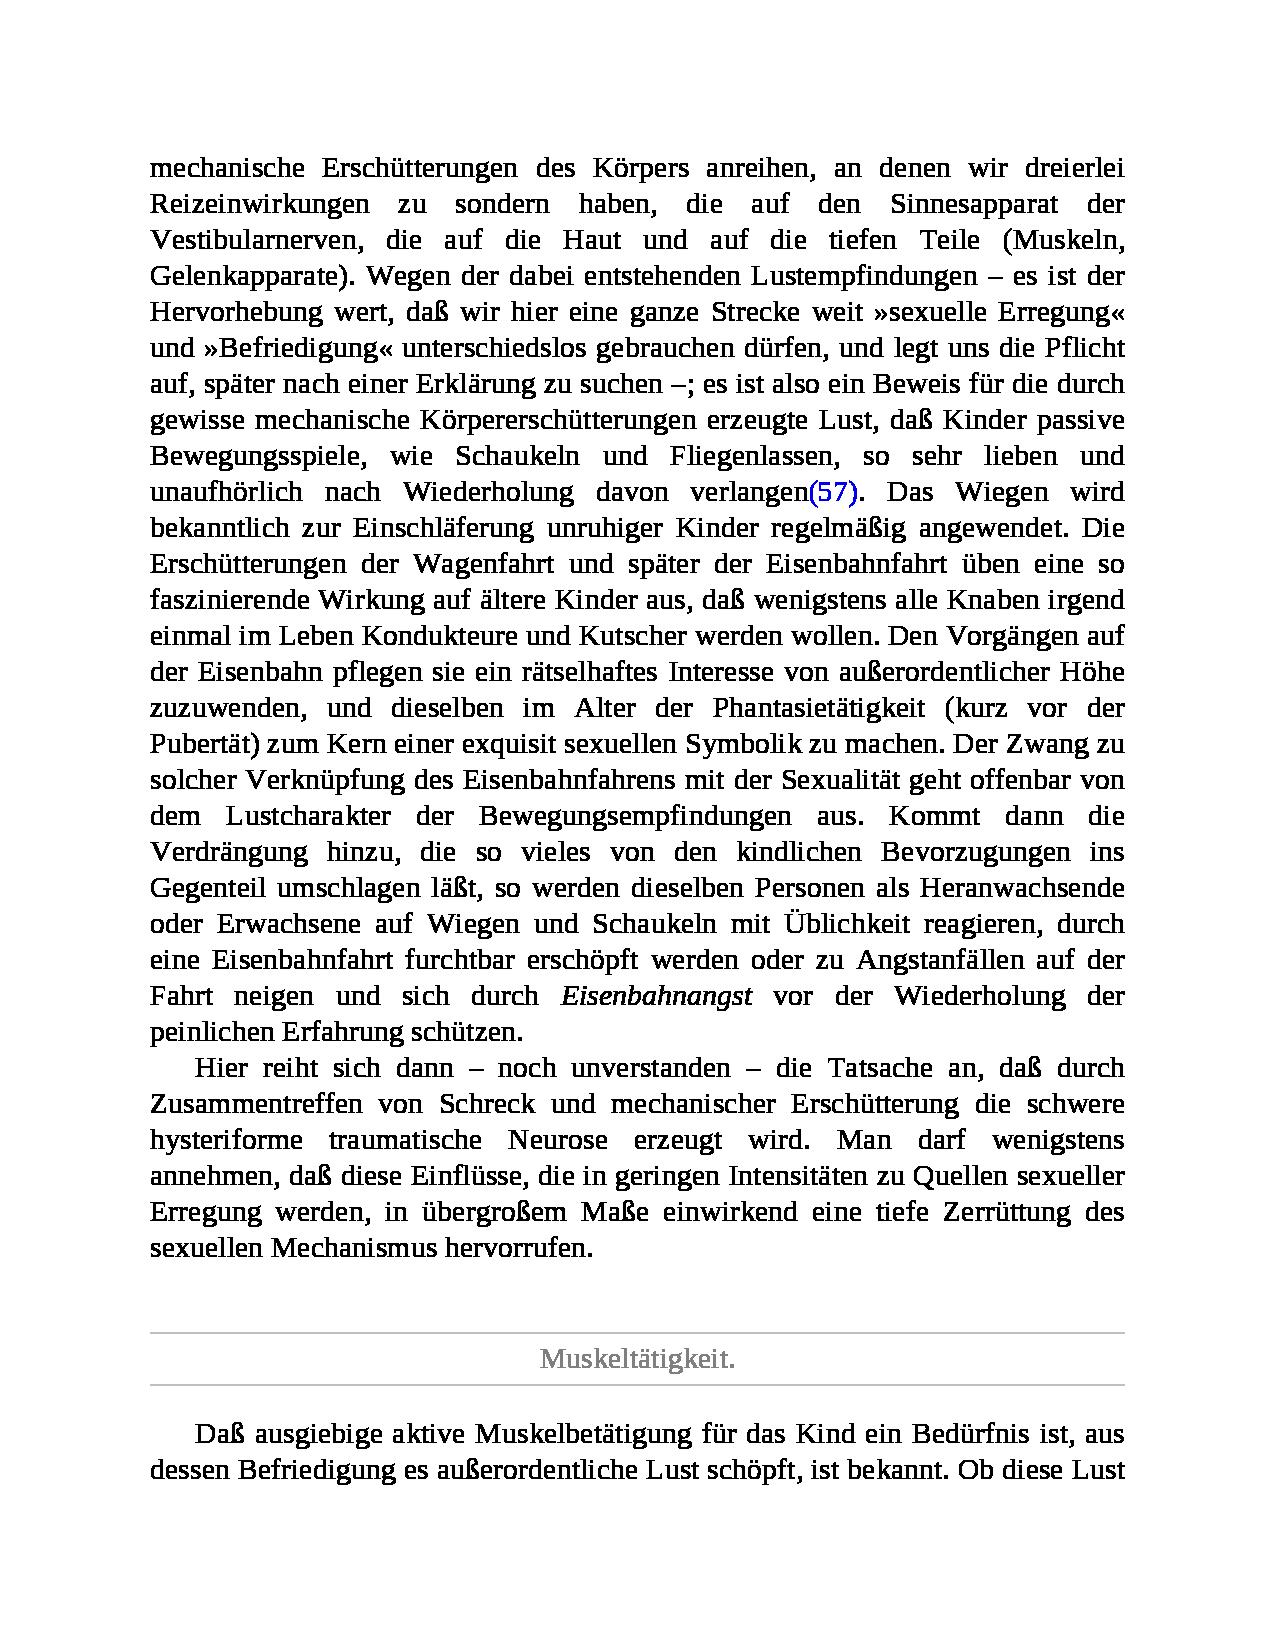 mechanische Erschütterungen des Körpers anreihen, an denen wir dreierlei
Reizeinwirkungen zu sondern haben, die auf den Sinnesapparat der
Vestibularnerven, die auf die Haut und auf die tiefen Teile (Muskeln,
Gelenkapparate). Wegen der dabei entstehenden Lustempfindungen – es ist der
Hervorhebung wert, daß wir hier eine ganze Strecke weit »sexuelle Erregung«
und »Befriedigung« unterschiedslos gebrauchen dürfen, und legt uns die Pflicht
auf, später nach einer Erklärung zu suchen –; es ist also ein Beweis für die durch
gewisse mechanische Körpererschütterungen erzeugte Lust, daß Kinder passive
Bewegungsspiele, wie Schaukeln und Fliegenlassen, so sehr lieben und
unaufhörlich nach Wiederholung davon verlangen(57). Das Wiegen wird
bekanntlich zur Einschläferung unruhiger Kinder regelmäßig angewendet. Die
Erschütterungen der Wagenfahrt und später der Eisenbahnfahrt üben eine so
faszinierende Wirkung auf ältere Kinder aus, daß wenigstens alle Knaben irgend
einmal im Leben Kondukteure und Kutscher werden wollen. Den Vorgängen auf
der Eisenbahn pflegen sie ein rätselhaftes Interesse von außerordentlicher Höhe
zuzuwenden, und dieselben im Alter der Phantasietätigkeit (kurz vor der
Pubertät) zum Kern einer exquisit sexuellen Symbolik zu machen. Der Zwang zu
solcher Verknüpfung des Eisenbahnfahrens mit der Sexualität geht offenbar von
dem Lustcharakter der Bewegungsempfindungen aus. Kommt dann die
Verdrängung hinzu, die so vieles von den kindlichen Bevorzugungen ins
Gegenteil umschlagen läßt, so werden dieselben Personen als Heranwachsende
oder Erwachsene auf Wiegen und Schaukeln mit Üblichkeit reagieren, durch
eine Eisenbahnfahrt furchtbar erschöpft werden oder zu Angstanfällen auf der
Fahrt neigen und sich durch Eisenbahnangst vor der Wiederholung der
peinlichen Erfahrung schützen.
Hier reiht sich dann – noch unverstanden – die Tatsache an, daß durch
Zusammentreffen von Schreck und mechanischer Erschütterung die schwere
hysteriforme traumatische Neurose erzeugt wird. Man darf wenigstens
annehmen, daß diese Einflüsse, die in geringen Intensitäten zu Quellen sexueller
Erregung werden, in übergroßem Maße einwirkend eine tiefe Zerrüttung des
sexuellen Mechanismus hervorrufen.
Muskeltätigkeit.
Daß ausgiebige aktive Muskelbetätigung für das Kind ein Bedürfnis ist, aus
dessen Befriedigung es außerordentliche Lust schöpft, ist bekannt. Ob diese Lust